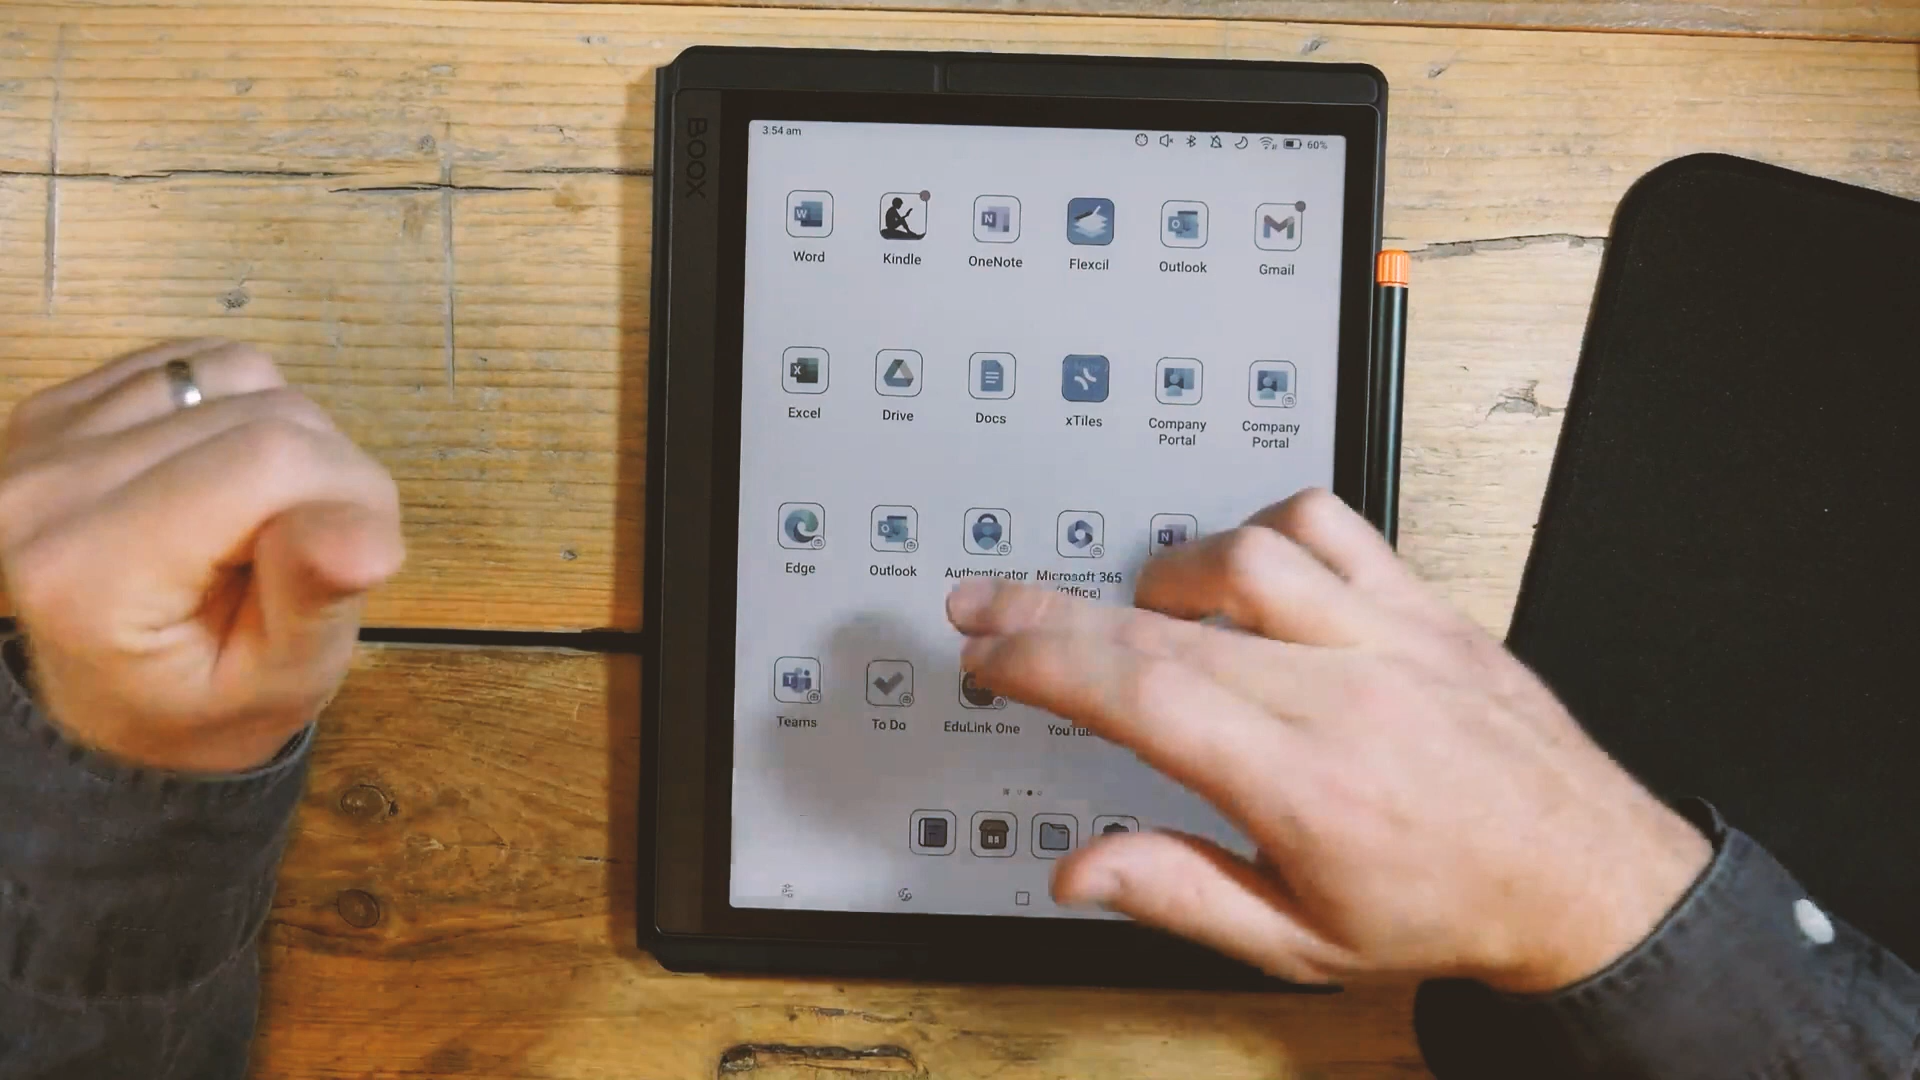 BOOX
3:54 am
60%
Word Kindle OneNote Flexcil Outlook Gmail
Excel Drive Docs xTiles Company Portal Company Portal
Edge Outlook Authenticator Microsoft 365
(Office)
Teams To Do EduLink One